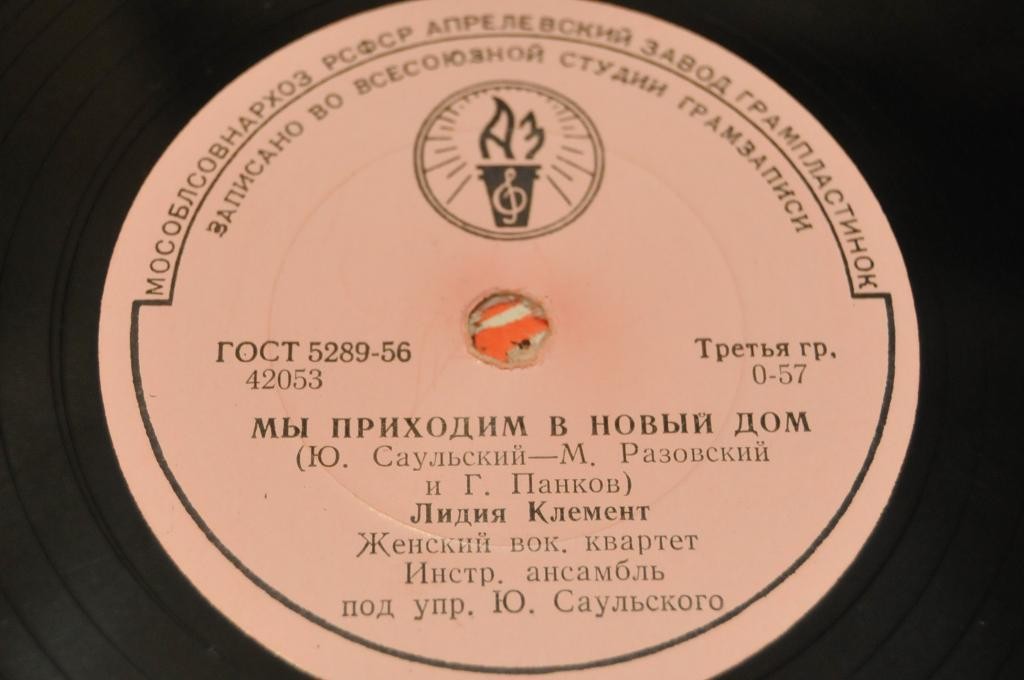 МОСОБЛСОВНАРХОЗ РСФСР АПРЕЛЕВСКИЙ ЗАВОД ГРАМПЛАСТИНОК
ЗАПИСАНО ВО ВСЕСОЮЗНОЙ СТУДИИ ГРАМЗАПИСИ
АЗ
ГОСТ 5289-56
42053
Третья гр.
0-57
МЫ ПРИХОДИМ В НОВЫЙ ДОМ
(Ю. Саульский—М. Разовский
и Г. Панков)
Лидия Клемент
Женский вок. квартет
Инстр. ансамбль
под упр. Ю. Саульского